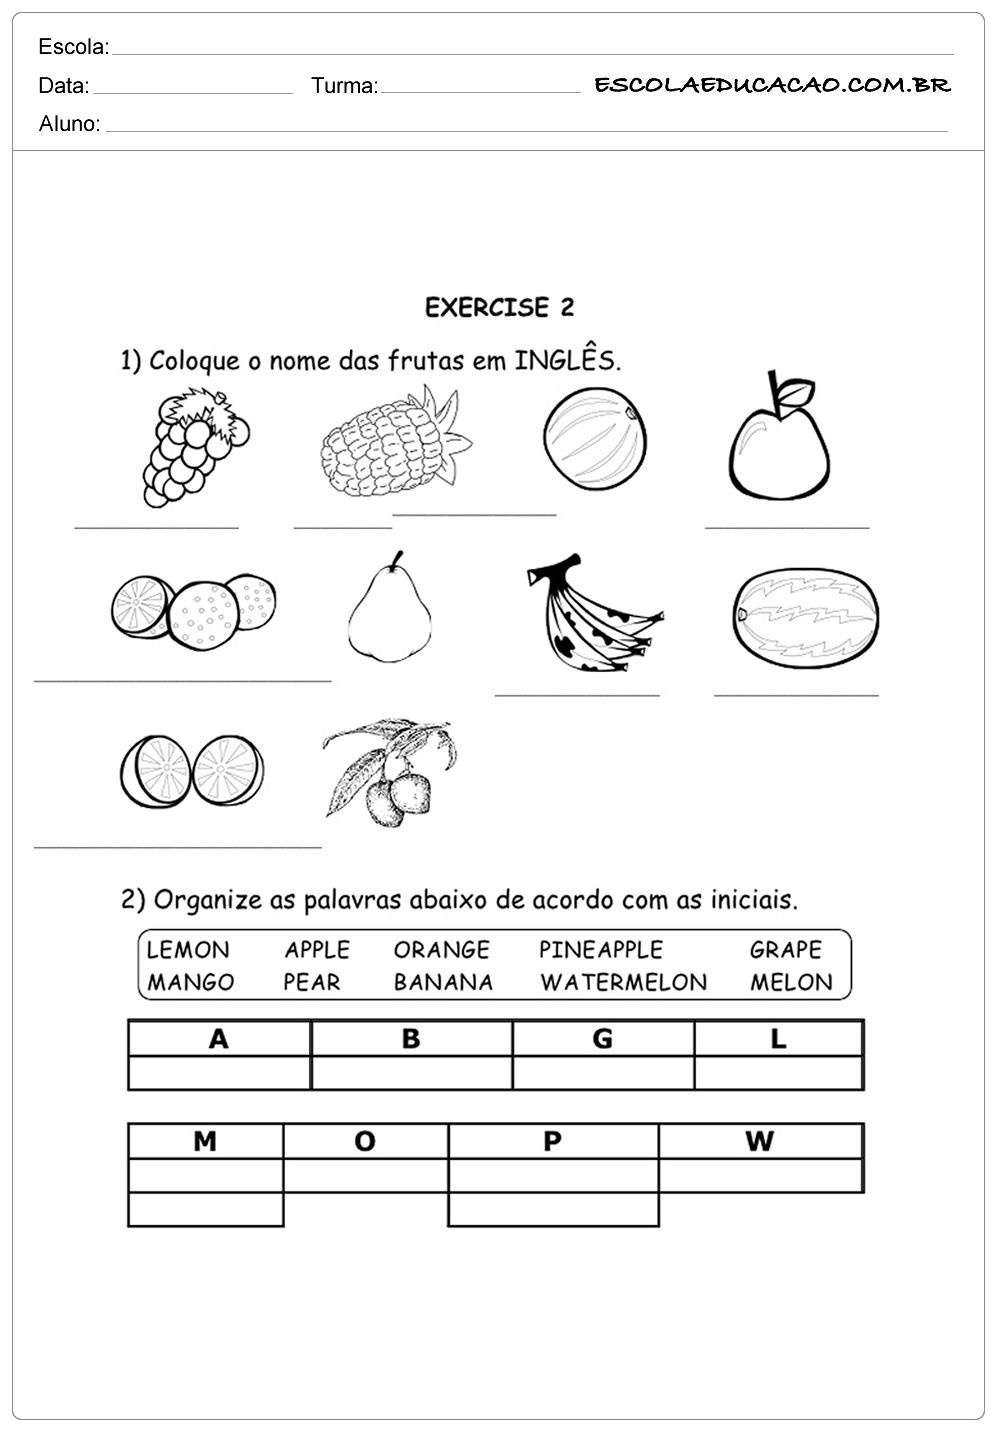 Escola:
Data: Turma: ESCOLAEDUCACAO.COM.BR
Aluno:
EXERCISE 2
1) Coloque o nome das frutas em INGLÊS.
2) Organize as palavras abaixo de acordo com as iniciais.
LEMON APPLE ORANGE PINEAPPLE GRAPE
MANGO PEAR BANANA WATERMELON MELON
A B G L
M O P W